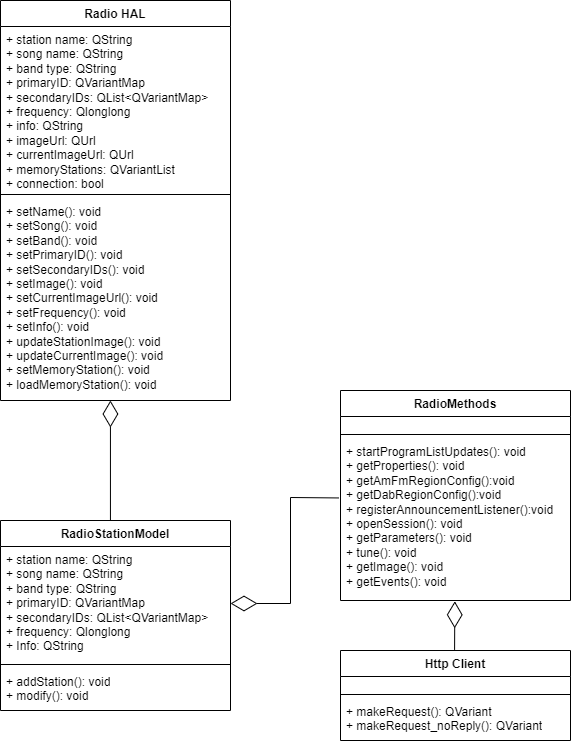 Radio HAL
+ station name: QString
+ song name: QString
+ band type: QString
+ primaryID: QVariantMap
+ secondaryIDs: QList<QVariantMap>
+ frequency: Qlonglong
+ info: QString
+ imageUrl: QUrl
+ currentImageUrl: QUrl
+ memoryStations: QVariantList
+ connection: bool
+ setName(): void
+ setSong(): void
+ setBand(): void
+ setPrimaryID(): void
+ setSecondaryIDs(): void
+ setImage(): void
+ setCurrentImageUrl(): void
+ setFrequency(): void
+ setInfo(): void
+ updateStationImage(): void
+ updateCurrentImage(): void
+ setMemoryStation(): void
+ loadMemoryStation(): void
RadioStationModel
+ station name: QString
+ song name: QString
+ band type: QString
+ primaryID: QVariantMap
+ secondaryIDs: QList<QVariantMap>
+ frequency: Qlonglong
+ Info: QString
+ addStation(): void
+ modify(): void
RadioMethods
+ startProgramListUpdates(): void
+ getProperties(): void
+ getAmFmRegionConfig():void
+ getDabRegionConfig():void
+ registerAnnouncementListener():void
+ openSession(): void
+ getParameters(): void
+ tune(): void
+ getImage(): void
+ getEvents(): void
Http Client
+ makeRequest(): QVariant
+ makeRequest_noReply(): QVariant